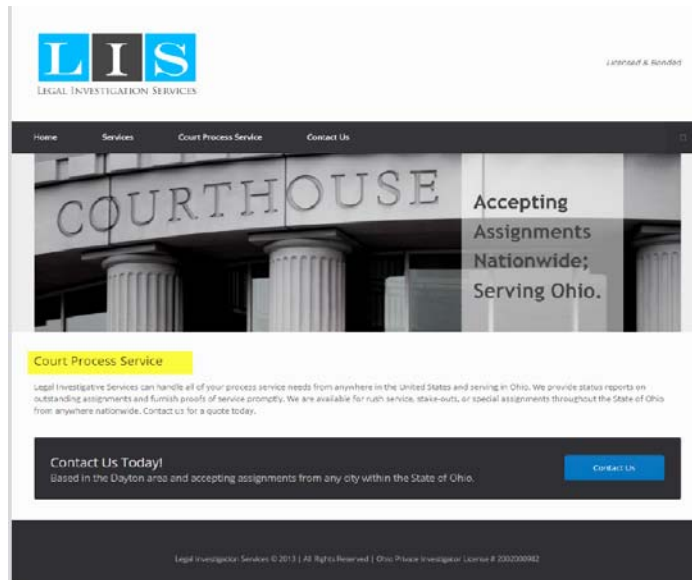 LIS
LEGAL INVESTIGATION SERVICES
Licensed & Bonded
Home Services Court Process Service Contact Us
COURTHOUSE
Accepting
Assignments
Nationwide;
Serving Ohio.
Court Process Service
Legal Investigative Services can handle all of your process service needs from anywhere in the United States and serving in Ohio. We provide status reports on
outstanding assignments and furnish proofs of service promptly. We are available for rush service, stake-outs, or special assignments throughout the State of Ohio
from anywhere nationwide. Contact us for a quote today.
Contact Us Today!
Based in the Dayton area and accepting assignments from any city within the State of Ohio.
Contact Us
Legal Investigation Services © 2013 | All Rights Reserved | Ohio Private Investigator License #